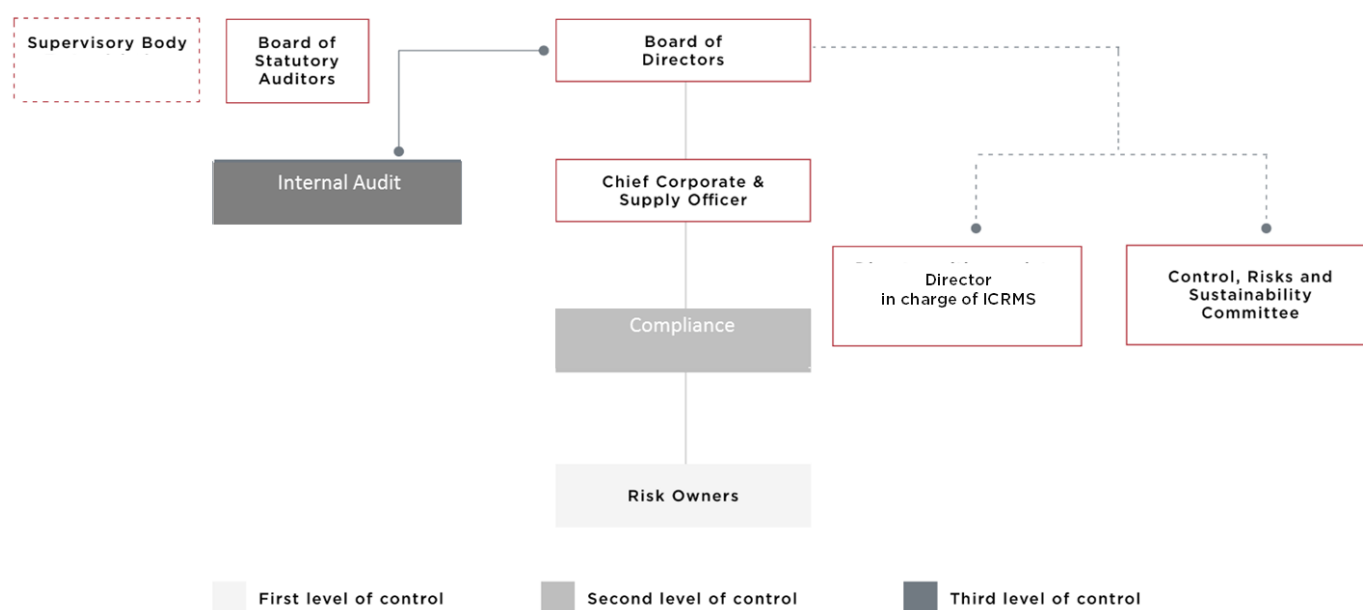 Supervisory Body
Board of
Statutory
Auditors
Board of
Directors
Internal Audit
Chief Corporate &
Supply Officer
Director
in charge of ICRMS
Control, Risks and
Sustainability
Committee
Compliance
Risk Owners
First level of control
Second level of control
Third level of control